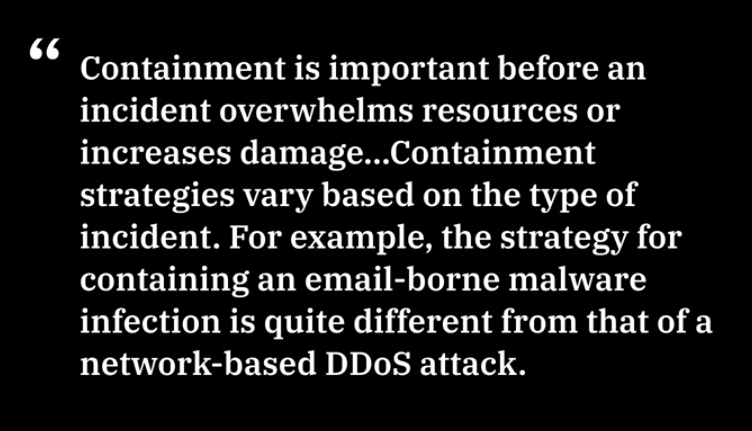 “ Containment is important before an
incident overwhelms resources or
increases damage...Containment
strategies vary based on the type of
incident. For example, the strategy for
containing an email-borne malware
infection is quite different from that of a
network-based DDoS attack.